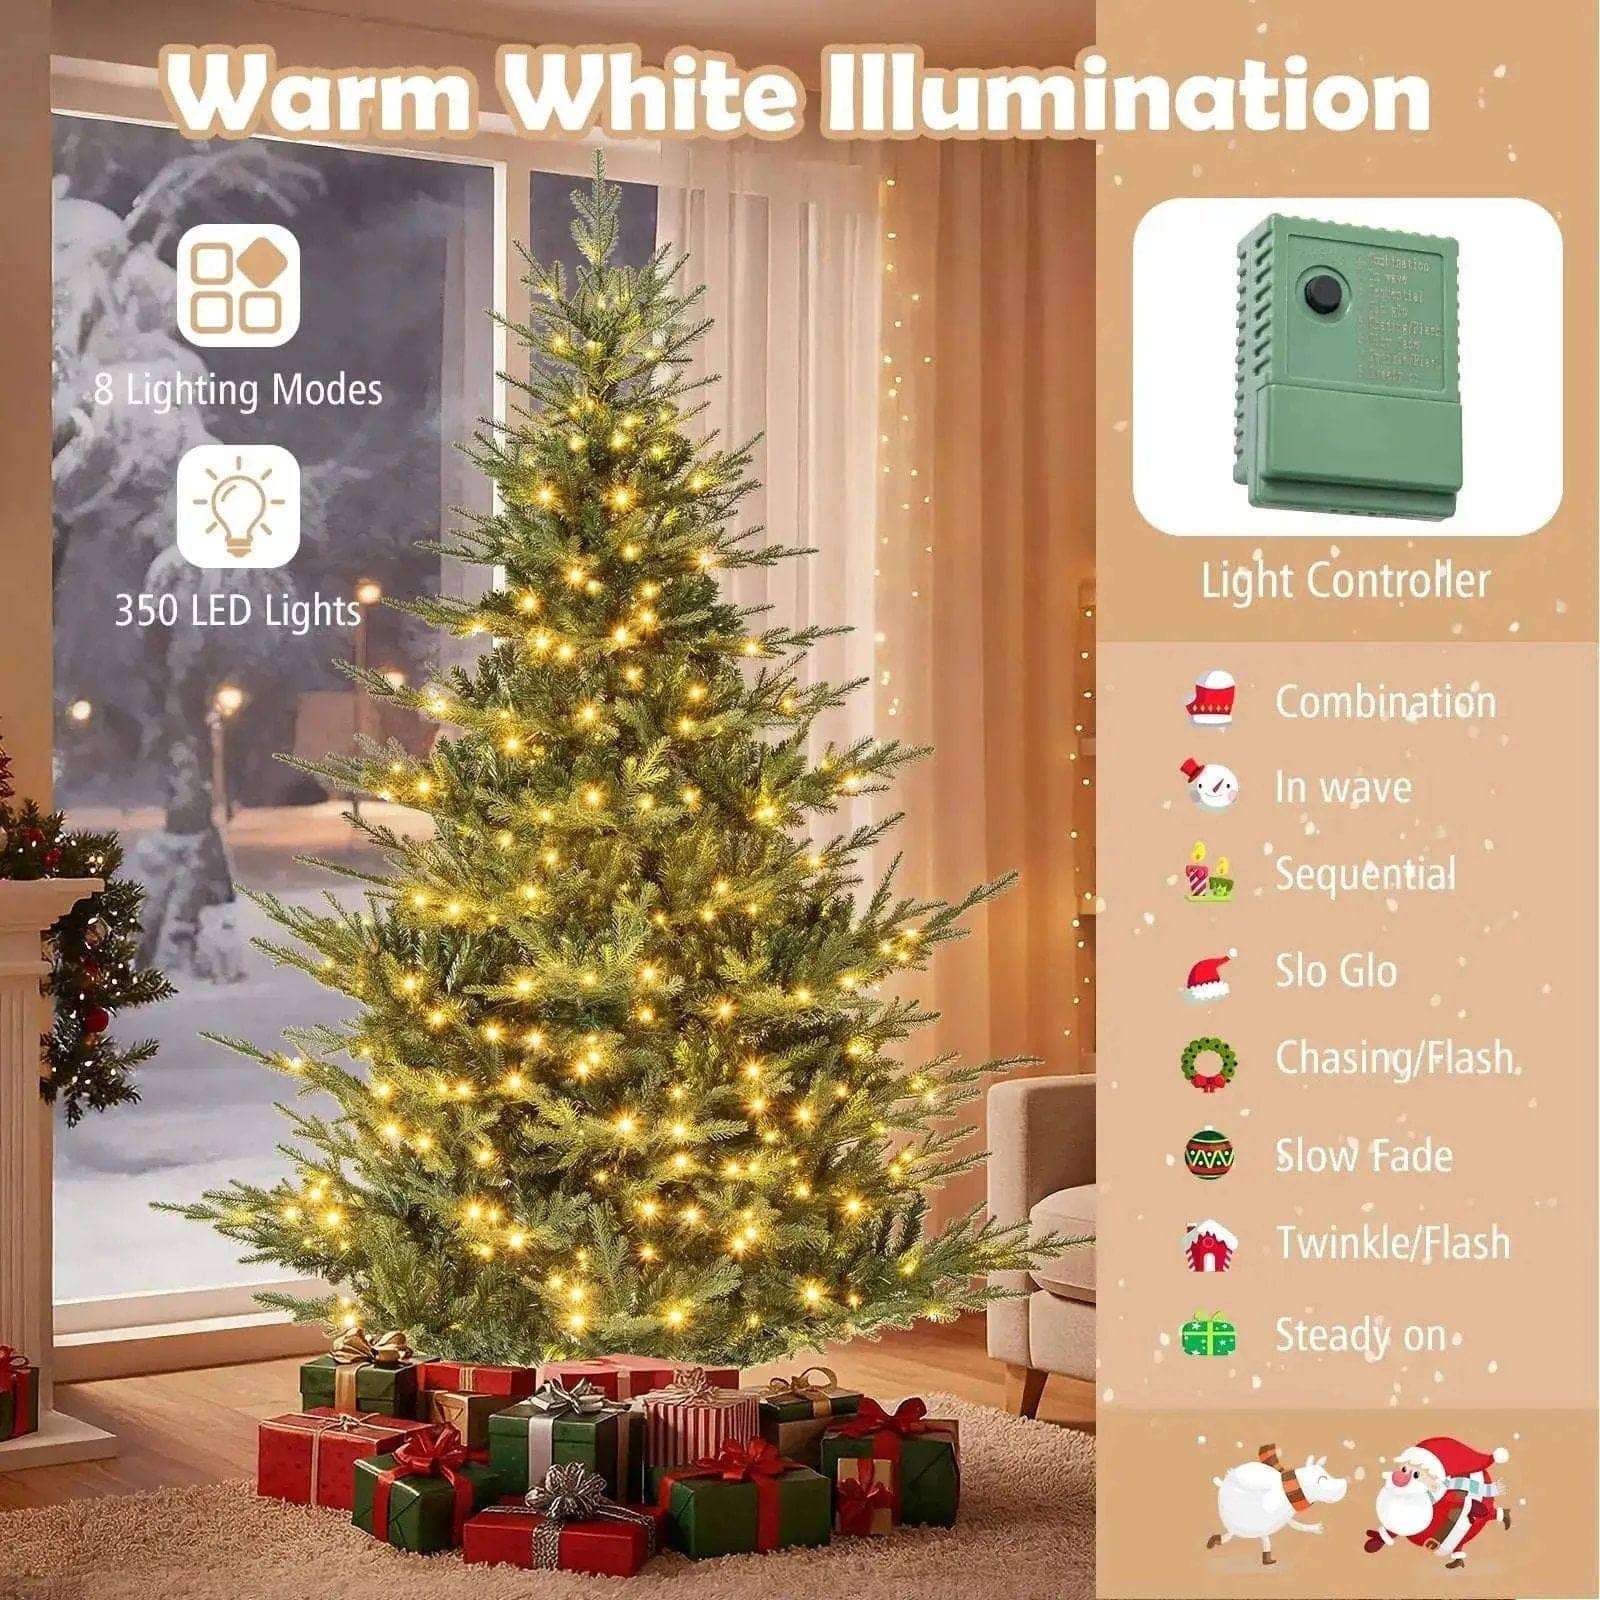 Warm White Illumination
8 Lighting Modes
350 LED Lights
Light Controller
Combination
In wave
Sequential
Slo Glo
Chasing/Flash
Slow Fade
Twinkle/Flash
Steady on